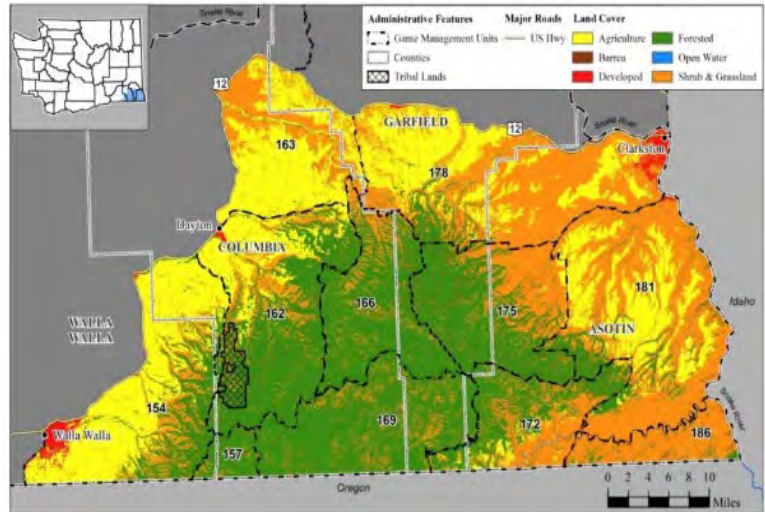 Snake River
Administrative Features
Game Management Units
Counties
Tribal Lands
Major Roads
US Hwy
Land Cover
Agriculture
Barren
Developed
Forested
Open Water
Shrub & Grassland
12
GARFIELD
12
Snake River
Clarkston
163
178
Dayton
COLUMBIA
162
166
175
181
Idaho
WALLA
WALLA
ASOTIN
154
169
172
Snake River
Walla Walla
157
186
Oregon
0 2 4 6 8 10
Miles